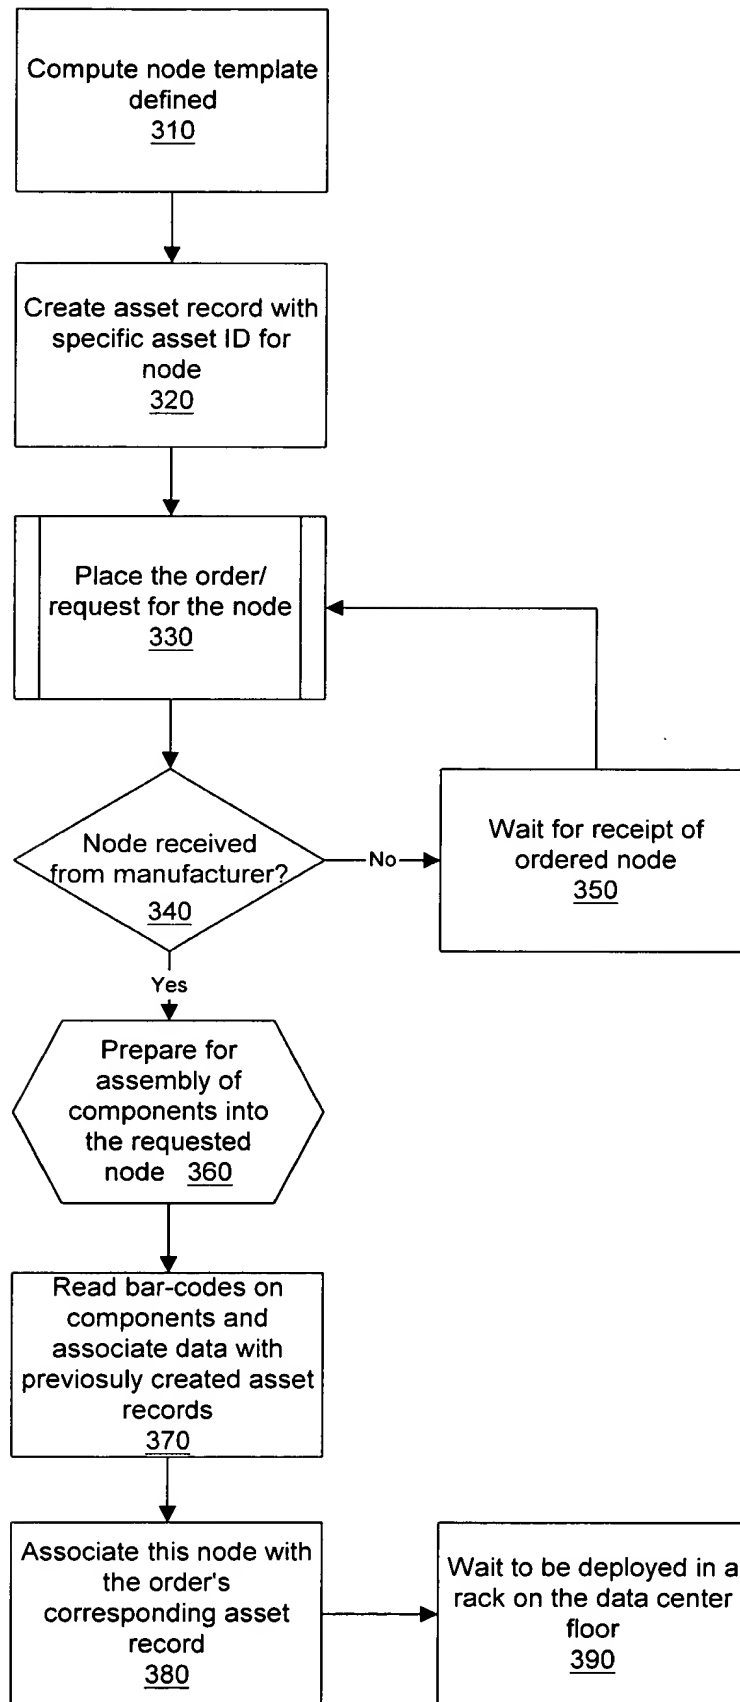 Compute node template
defined
310
Create asset record with
specific asset ID for
node
320
Place the order/
request for the node
330
Node received
from manufacturer?
340
No
Wait for receipt of
ordered node
350
Yes
Prepare for
assembly of
components into
the requested
node 360
Read bar-codes on
components and
associate data with
previosuly created asset
records
370
Associate this node with
the order's
corresponding asset
record
380
Wait to be deployed in a
rack on the data center
floor
390